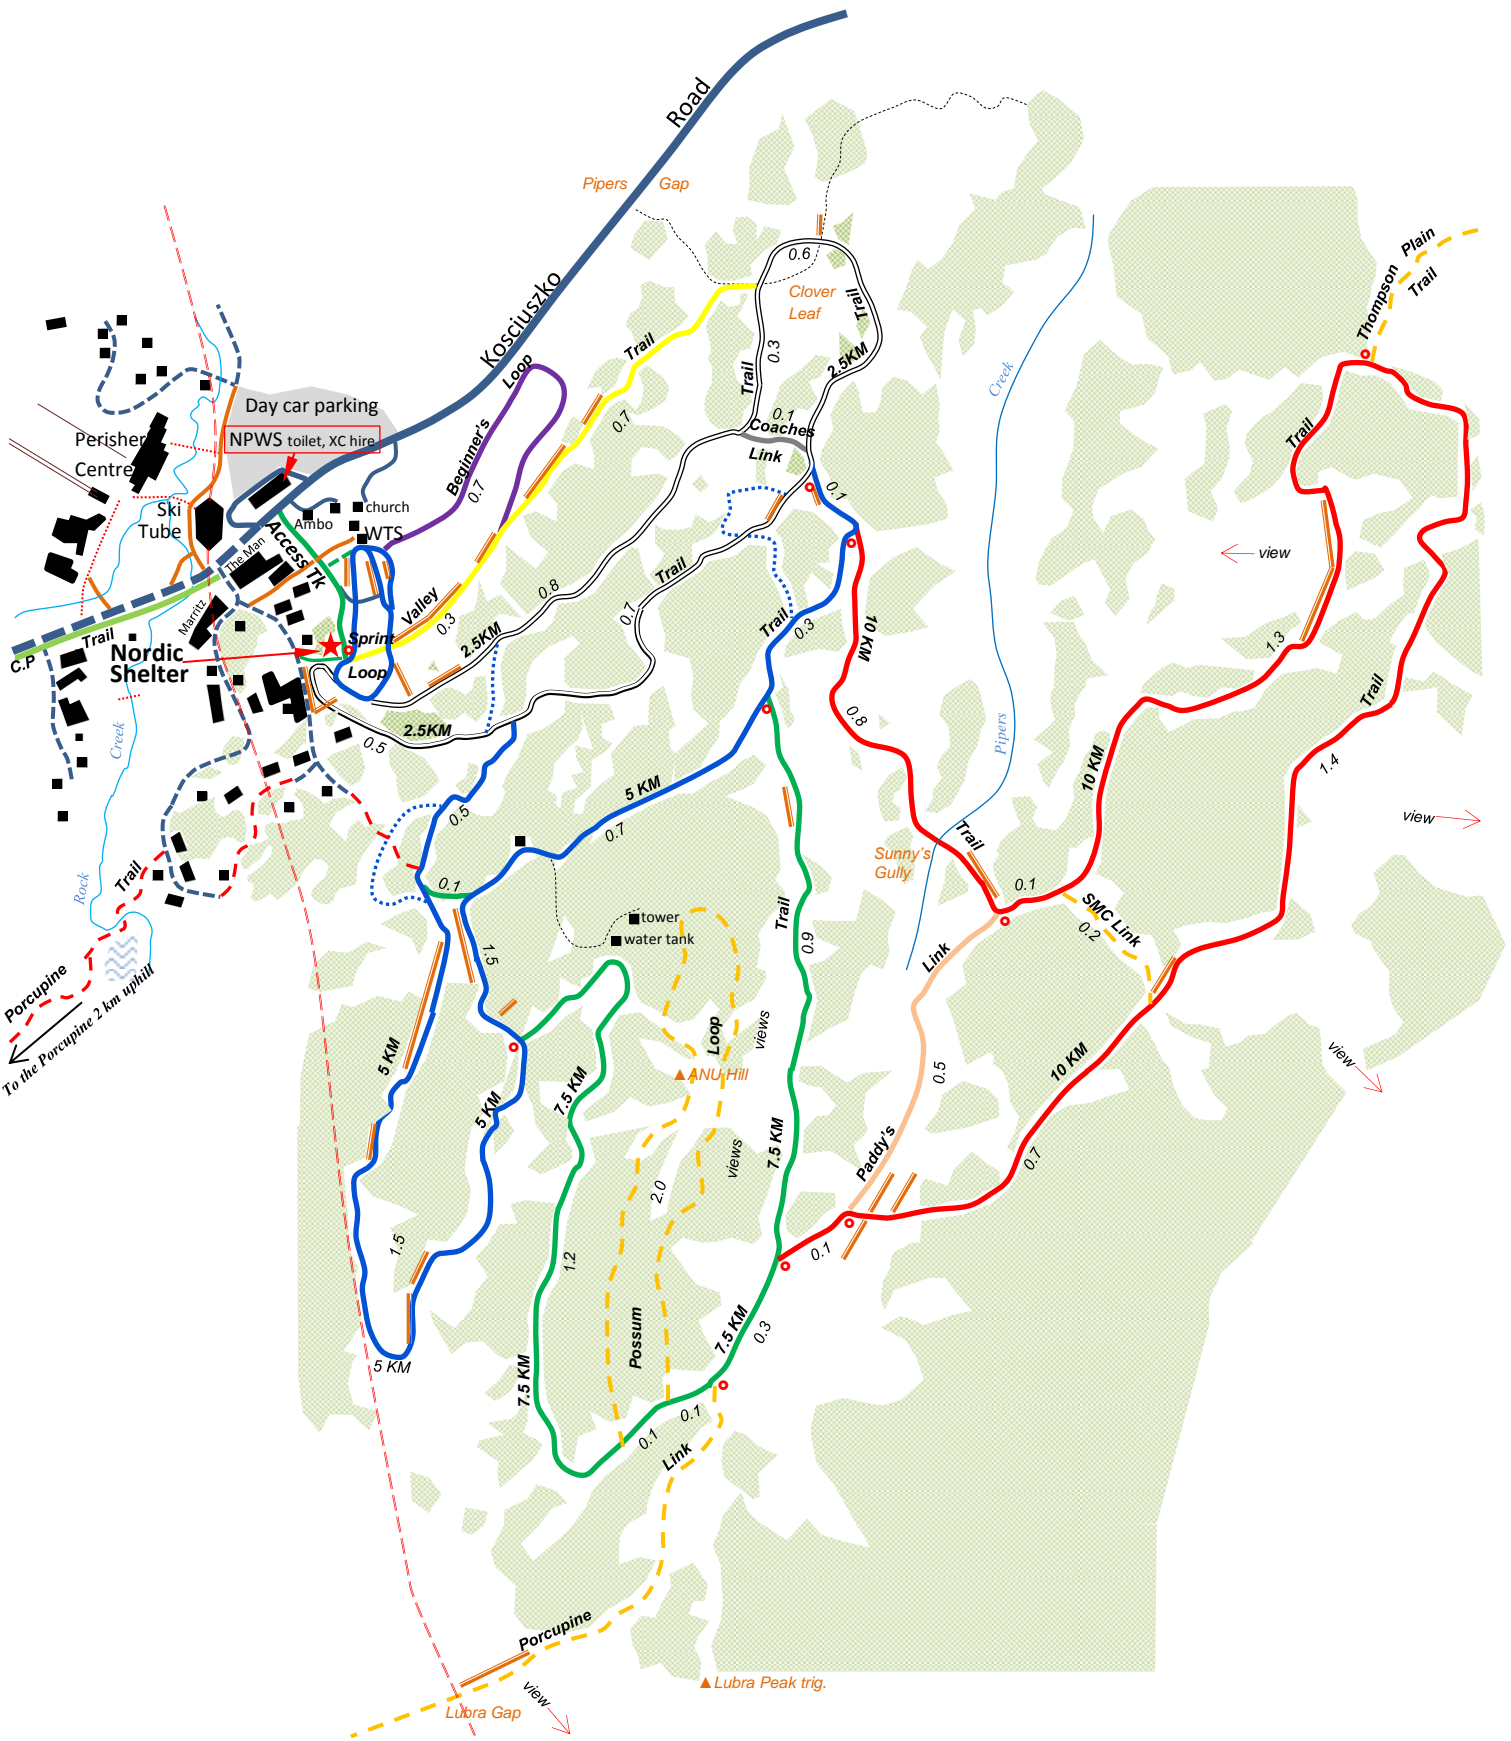 Road
Pipers Gap
Kosciuszko
0.6
Clover
Leaf
Trail
Plain
Thompson
Trail
Trail
0.3
Trail
2.5KM
Creek
Loop
Day car parking
NPWS toilet, XC hire
Perisher
Centre
Beginner's
0.7
0.7
0.1
Coaches
Link
Trail
0.1
Ski
Tube
church
Ambo
WTS
Access Tk
The Man
view
Marritz
Valley
0.3
0.8
Trail
0.7
Trail
0.3
10 KM
1.3
C.P
Trail
Nordic
Shelter
Sprint
Loop
2.5KM
2.5KM
0.5
Creek
0.8
Pipers
Trail
10 KM
1.4
5 KM
0.7
0.5
view
Trail
Sunny's
Gully
Rock
Trail
0.1
0.1
SMC Link
0.2
tower
water tank
Trail
0.9
1.5
Link
Porcupine
To the Porcupine 2 km uphill
5 KM
Loop
views
ANU Hill
0.5
10 KM
view
5 KM
7.5 KM
views
7.5 KM
Paddy's
0.7
2.0
1.5
1.2
0.1
5 KM
7.5 KM
Possum
7.5 KM
0.3
0.1
0.1
Link
Porcupine
Lubra Peak trig.
view
Lubra Gap